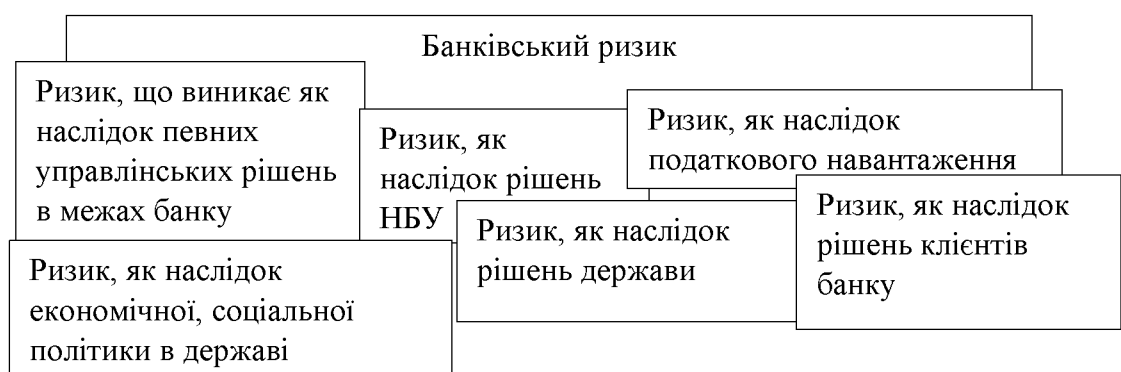 Банківський ризик
Ризик, що виникає як
наслідок певних
управлінських рішень
в межах банку
Ризик, як
наслідок рішень
НБУ
Ризик, як наслідок
податкового навантаження
Ризик, як наслідок
рішень держави
Ризик, як наслідок
рішень клієнтів
банку
Ризик, як наслідок
економічної, соціальної
політики в державі